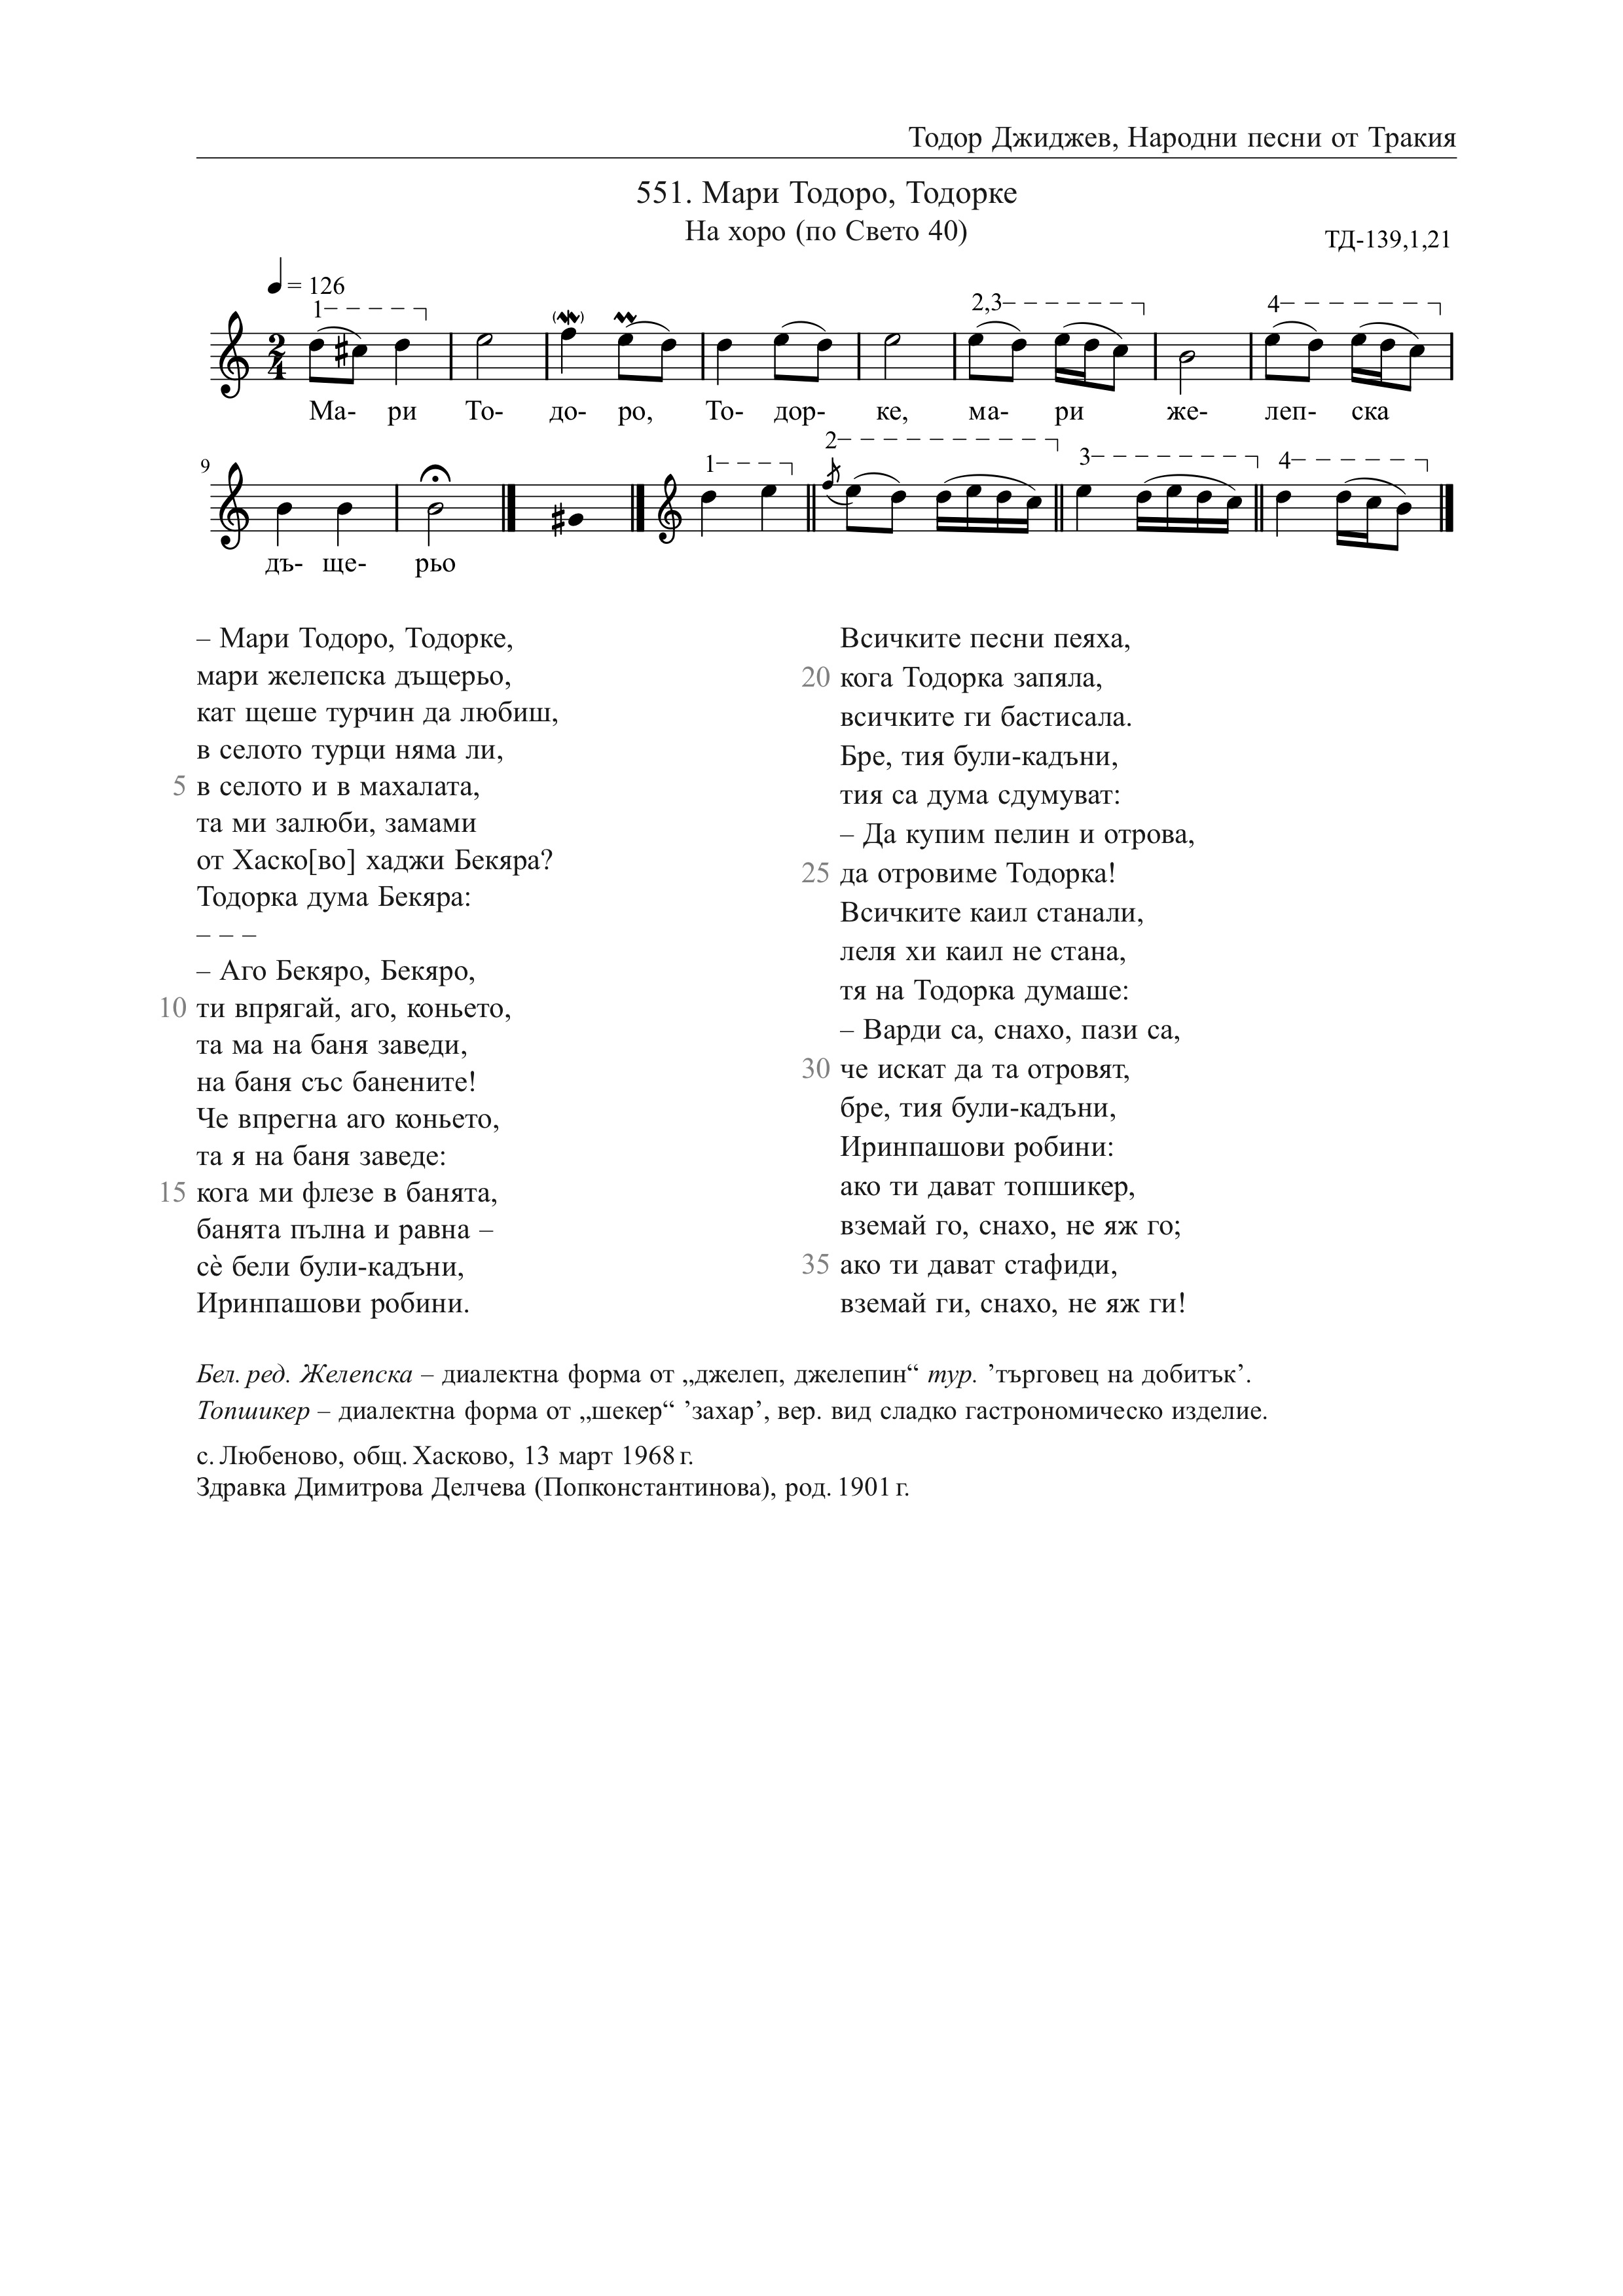 Тодор Джиджев, Народни песни от Тракия
551. Мари Тодоро, Тодорке
На хоро (по Свето 40)
ТД-139,1,21
= 126
1
2,3
4
2
4
Ма- ри То- до- ро, То- дор- ке, ма- ри же- леп- ска
9
1
2
3
4
дъ- ще- рьо
– Мари Тодоро, Тодорке,
мари желепска дъщерьо,
кат щеше турчин да любиш,
в селото турци няма ли,
5 в селото и в махалата,
та ми залюби, замами
от Хаско[во] хаджи Бекяра?
Тодорка дума Бекяра:
– – –
– Аго Бекяро, Бекяро,
10 ти впрягай, аго, коньето,
та ма на баня заведи,
на баня със банените!
Че впрегна аго коньето,
та я на баня заведе:
15 кога ми флезе в банята,
банята пълна и равна –
сѐ бели були-кадъни,
Иринпашови робини.
Всичките песни пеяха,
20 кога Тодорка запяла,
всичките ги бастисала.
Бре, тия були-кадъни,
тия са дума сдумуват:
– Да купим пелин и отрова,
25 да отровиме Тодорка!
Всичките каил станали,
леля хи каил не стана,
тя на Тодорка думаше:
– Варди са, снахо, пази са,
30 че искат да та отровят,
бре, тия були-кадъни,
Иринпашови робини:
ако ти дават топшикер,
вземай го, снахо, не яж го;
35 ако ти дават стафиди,
вземай ги, снахо, не яж ги!
Бел. ред. Желепска – диалектна форма от „джелеп, джелепин“ тур. ’търговец на добитък’.
Топшикер – диалектна форма от „шекер“ ’захар’, вер. вид сладко гастрономическо изделие.
с. Любеново, общ. Хасково, 13 март 1968 г.
Здравка Димитрова Делчева (Попконстантинова), род. 1901 г.